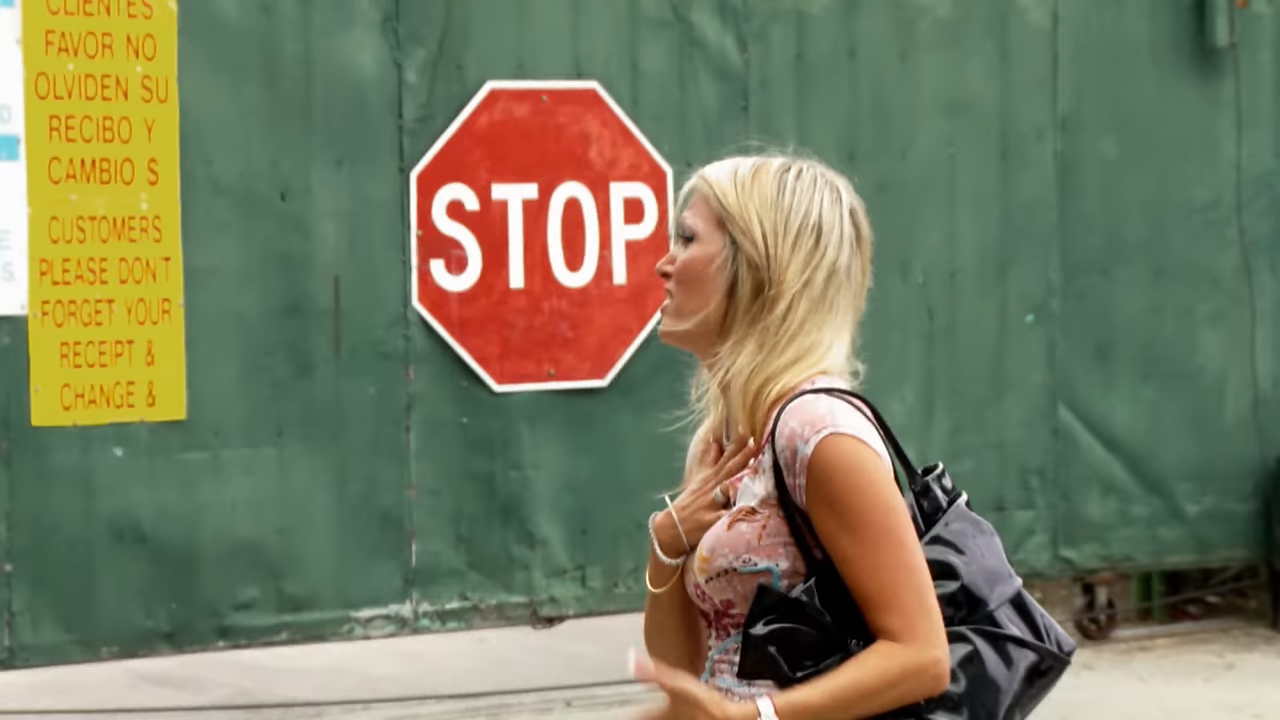 CLIENTES
FAVOR NO
OLVIDEN SU
RECIBO Y
CAMBIO S
CUSTOMERS
PLEASE DON'T
FORGET YOUR
RECEIPT &
CHANGE &
STOP